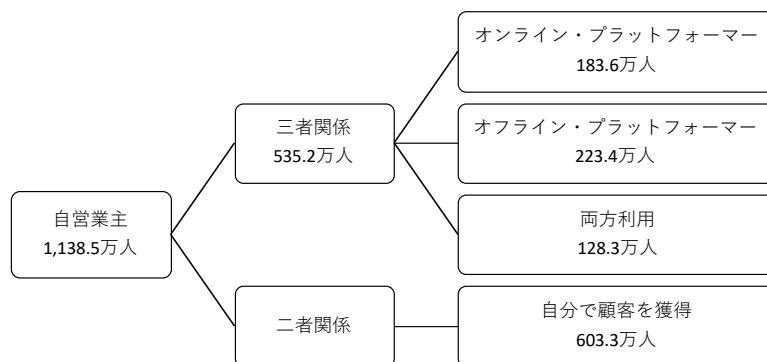 オンライン・プラットフォーマー
183.6万人
三者関係
535.2万人
オフライン・プラットフォーマー
223.4万人
自営業主
1,138.5万人
両方利用
128.3万人
二者関係
自分で顧客を獲得
603.3万人